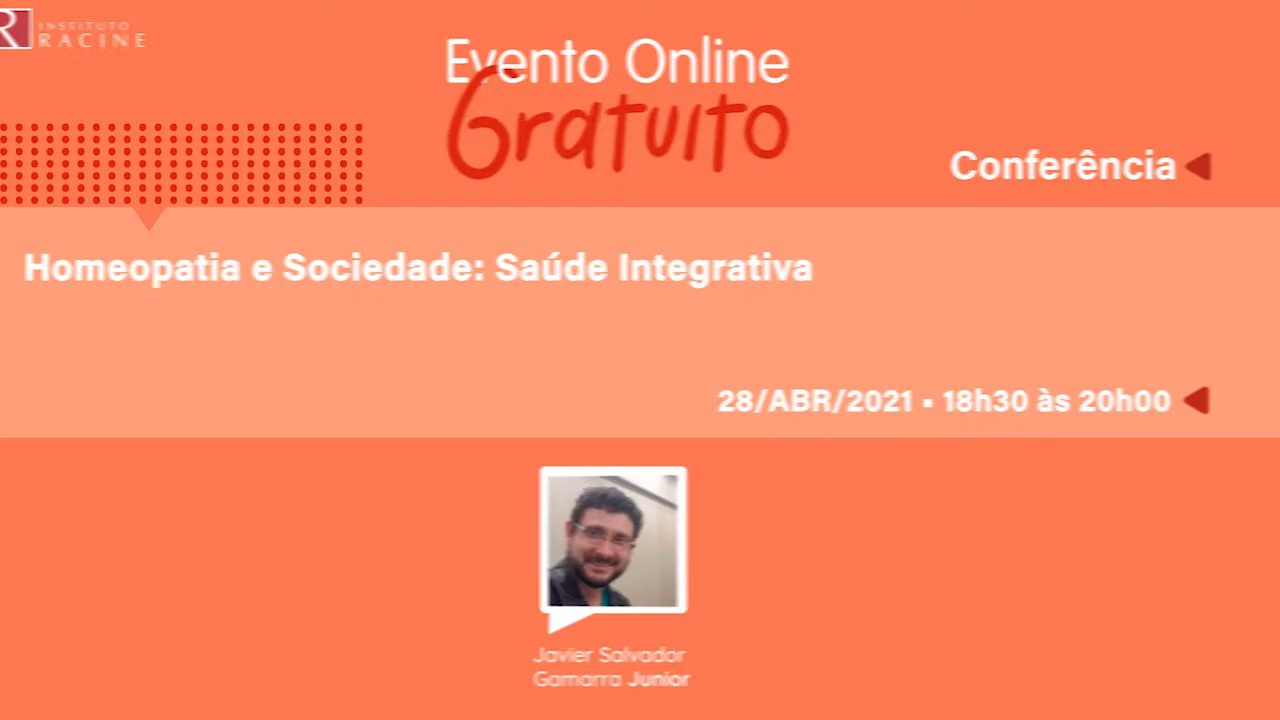 R INSTITUTO
RACINE
Evento Online
Gratuito
Conferência
Homeopatia e Sociedade: Saúde Integrativa
28/ABR/2021 ▪ 18h30 às 20h00
Javier Salvador
Gamarra Junior